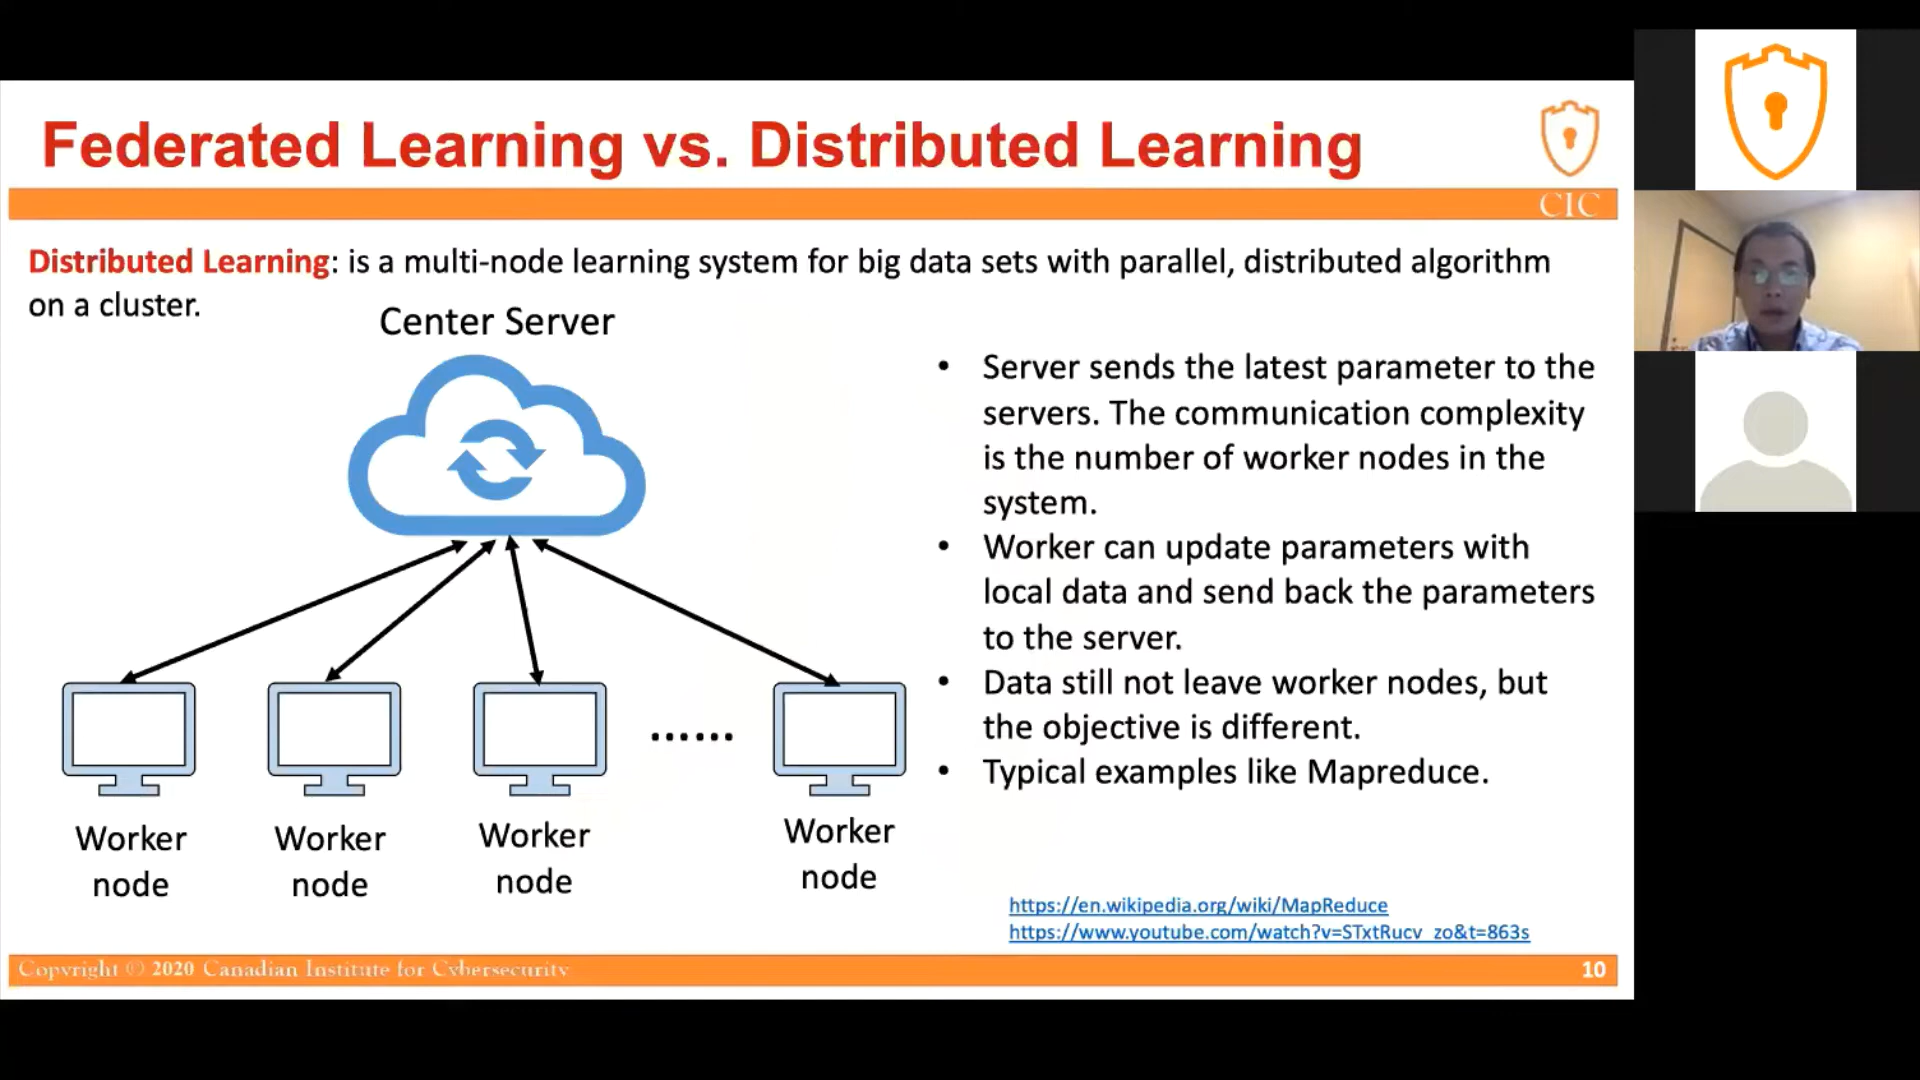 Federated Learning vs. Distributed Learning
CIC
Distributed Learning: is a multi-node learning system for big data sets with parallel, distributed algorithm
on a cluster.
Center Server
Worker
node
Worker
node
Worker
node
......
Worker
node
• Server sends the latest parameter to the
servers. The communication complexity
is the number of worker nodes in the
system.
• Worker can update parameters with
local data and send back the parameters
to the server.
• Data still not leave worker nodes, but
the objective is different.
• Typical examples like Mapreduce.
https://en.wikipedia.org/wiki/MapReduce
https://www.youtube.com/watch?v=STxtRucv_zo&t=863s
Copyright © 2020 Canadian Institute for Cybersecurity
10